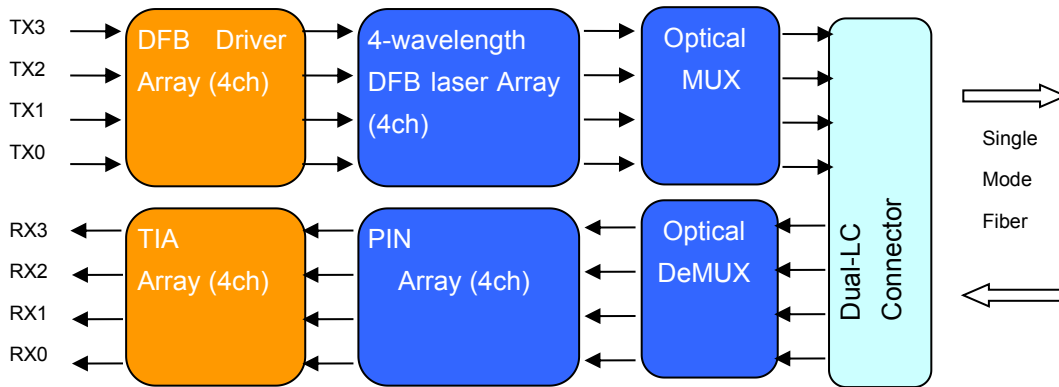 TX3
TX2
TX1
TX0
DFB Driver
Array (4ch)
4-wavelength
DFB laser Array
(4ch)
Optical
MUX
Single
Mode
Fiber
Dual-LC
Connector
RX3
RX2
RX1
RX0
TIA
Array (4ch)
PIN
Array (4ch)
Optical
DeMUX